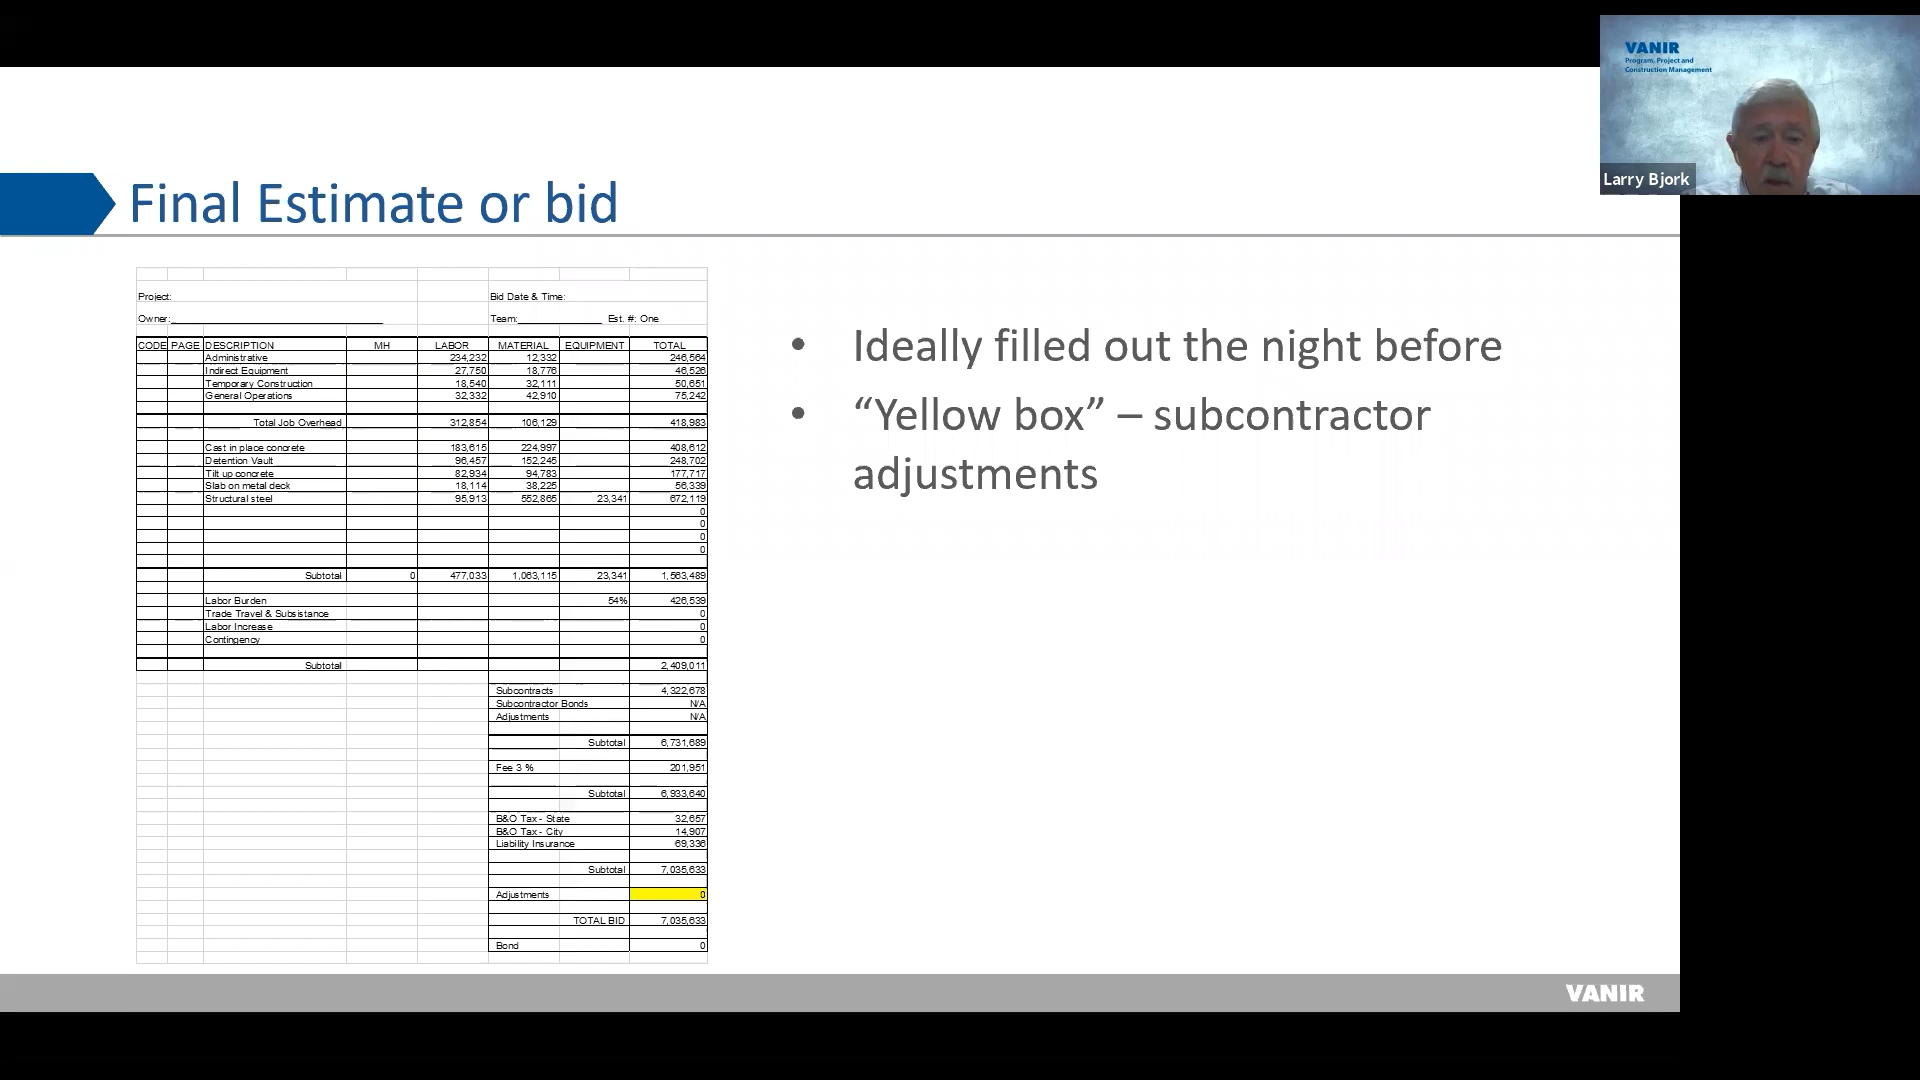 VANIR
Program, Project and
Construction Management
Larry Bjork
Final Estimate or bid
Project: Bid Date & Time:
Owner: Team: Est. #: One
CODE PAGE DESCRIPTION MH LABOR MATERIAL EQUIPMENT TOTAL
Administrative 234,232 12,332 246,564
Indirect Equipment 27,750 18,776 46,526
Temporary Construction 18,540 32,111 50,651
General Operations 32,332 42,910 75,242
Total Job Overhead 312,854 106,129 418,983
Cast in place concrete 183,615 224,997 408,612
Detention Vault 96,457 152,245 248,702
Tilt up concrete 82,934 94,783 177,717
Slab on metal deck 18,114 38,225 56,339
Structural steel 95,913 552,865 23,341 672,119
0
0
0
0
Subtotal 0 477,033 1,063,115 23,341 1,563,489
Labor Burden 54% 426,539
Trade Travel & Subsistance 0
Labor Increase 0
Contingency 0
Subtotal 2,409,011
Subcontracts 4,322,678
Subcontractor Bonds N/A
Adjustments N/A
Subtotal 6,731,689
Fee 3 % 201,951
Subtotal 6,933,640
B&O Tax - State 32,657
B&O Tax - City 14,907
Liability Insurance 69,336
Subtotal 7,035,633
Adjustments 0
TOTAL BID 7,035,633
Bond 0
• Ideally filled out the night before
• “Yellow box” – subcontractor
adjustments
VANIR